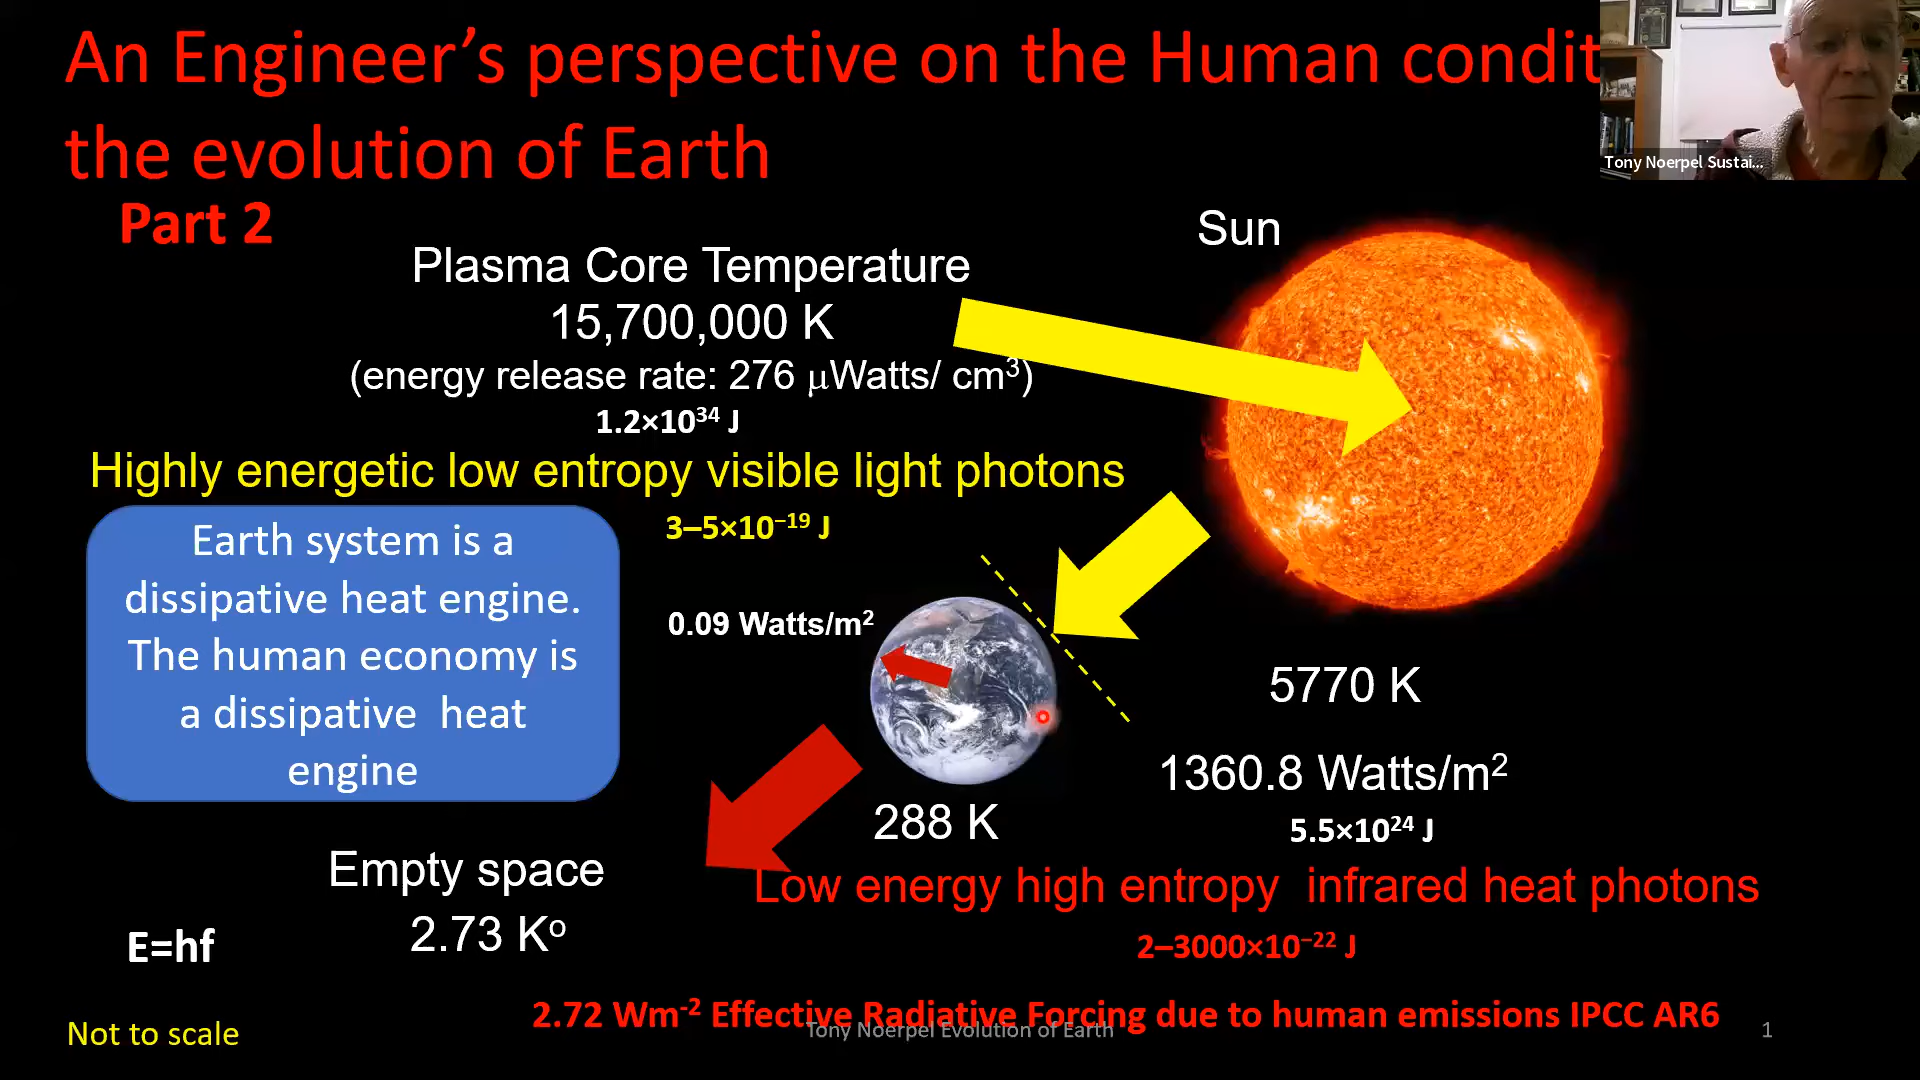 An Engineer’s perspective on the Human condit
the evolution of Earth
Part 2
Tony Noerpel Sustai...
Sun
Plasma Core Temperature
15,700,000 K
(energy release rate: 276 μWatts/ cm³)
1.2×10³⁴ J
Highly energetic low entropy visible light photons
3–5×10⁻¹⁹ J
Earth system is a
dissipative heat engine.
The human economy is
a dissipative heat
engine
0.09 Watts/m²
5770 K
1360.8 Watts/m²
5.5×10²⁴ J
288 K
Empty space
2.73 Kº
Low energy high entropy infrared heat photons
2–3000×10⁻²² J
E=hf
2.72 Wm⁻² Effective Radiative Forcing due to human emissions IPCC AR6
Not to scale
Tony Noerpel Evolution of Earth
1